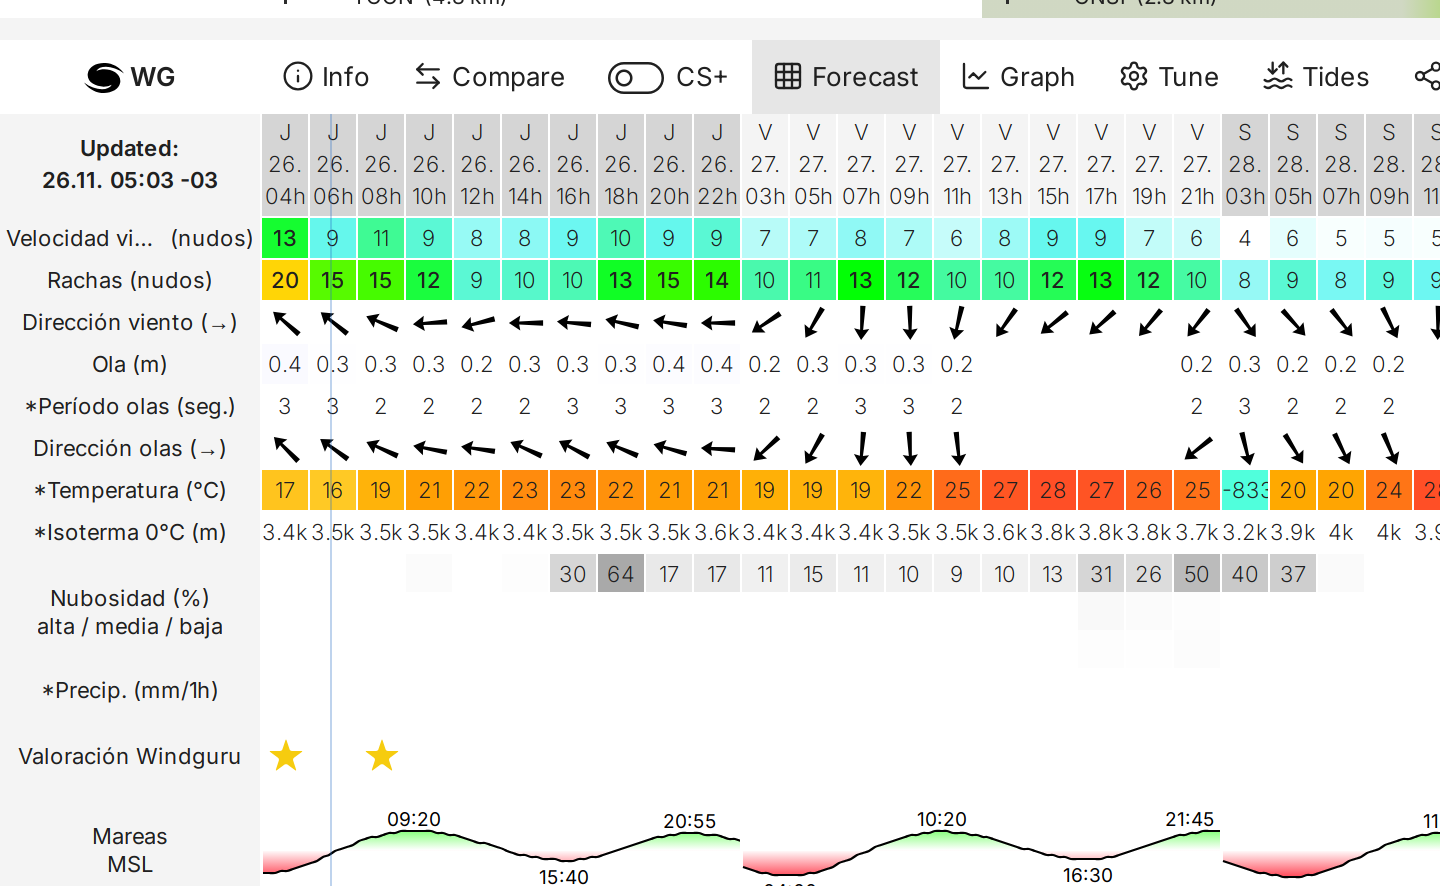 (4.8 km)
(2.8 km)
WG
Info Compare CS+ Forecast Graph Tune Tides
Updated:
26.11. 05:03 -03
J J J J J J J J J J V V V V V V V V V V S S S S S
26. 26. 26. 26. 26. 26. 26. 26. 26. 26. 27. 27. 27. 27. 27. 27. 27. 27. 27. 27. 28. 28. 28. 28.
04h 06h 08h 10h 12h 14h 16h 18h 20h 22h 03h 05h 07h 09h 11h 13h 15h 17h 19h 21h 03h 05h 07h 09h 11
Velocidad vi... (nudos) 13 9 11 9 8 8 9 10 9 9 7 7 8 7 6 8 9 9 7 6 4 6 5 5 5
Rachas (nudos) 20 15 15 12 9 10 10 13 15 14 10 11 13 12 10 10 12 13 12 10 8 9 8 9 9
Dirección viento (→)
Ola (m) 0.4 0.3 0.3 0.3 0.2 0.3 0.3 0.3 0.4 0.4 0.2 0.3 0.3 0.3 0.2 0.2 0.3 0.2 0.2 0.2
*Período olas (seg.) 3 3 2 2 2 2 3 3 3 3 2 2 3 3 2 2 3 2 2 2
Dirección olas (→)
*Temperatura (°C) 17 16 19 21 22 23 23 22 21 21 19 19 19 22 25 27 28 27 26 25 -833 20 20 24
*Isoterma 0°C (m) 3.4k 3.5k 3.5k 3.5k 3.4k 3.4k 3.5k 3.5k 3.5k 3.6k 3.4k 3.4k 3.4k 3.5k 3.5k 3.6k 3.8k 3.8k 3.8k 3.7k 3.2k 3.9k 4k 4k 3.9
30 64 17 17 11 15 11 10 9 10 13 31 26 50 40 37
Nubosidad (%)
alta / media / baja
*Precip. (mm/1h)
Valoración Windguru
09:20 20:55 10:20 21:45 11
Mareas
MSL
15:40 16:30